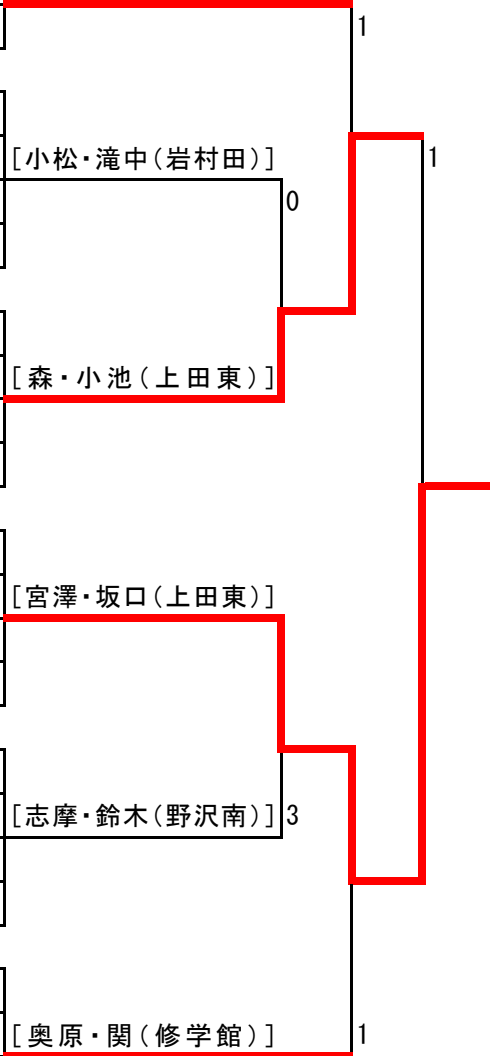 1
[小松・滝中(岩村田)]
1
0
[森・小池(上田東)]
[宮澤・坂口(上田東)]
[志摩・鈴木(野沢南)] 3
[奥原・関(修学館)]
1